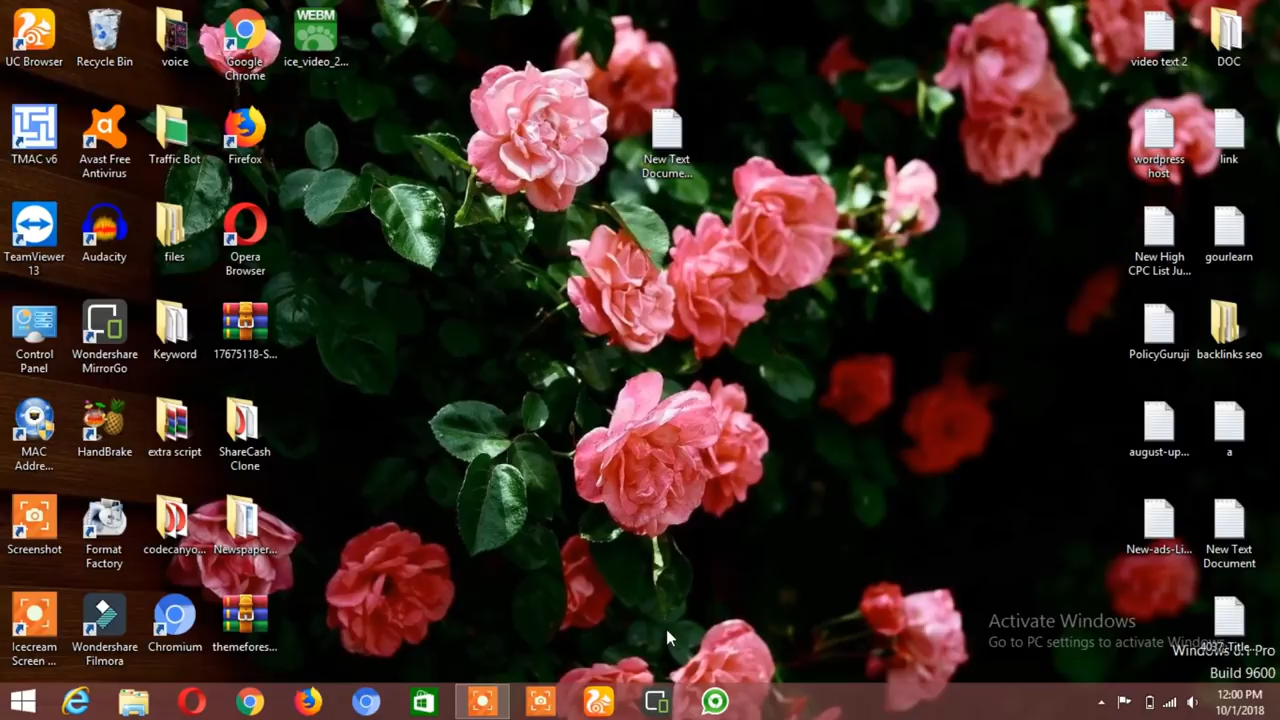 UC Browser
Recycle Bin
voice
Google
Chrome
WEBM
ice_video_2...
TMAC v6
Avast Free
Antivirus
Traffic Bot
Firefox
TeamViewer
13
Audacity
files
Opera
Browser
Control
Panel
Wondershare
MirrorGo
Keyword
17675118-S...
MAC
Addre...
HandBrake
extra script
ShareCash
Clone
Screenshot
Format
Factory
codecanyo...
Newspaper...
Icecream
Screen ...
Wondershare
Filmora
Chromium
themefores...
New Text
Docume...
video text 2
DOC
wordpress
host
link
New High
CPC List Ju...
gourlearn
PolicyGuruji
backlinks seo
august-up...
a
New-ads-Li...
New Text
Document
4037-Title...
Activate Windows
Go to PC settings to activate Windows.
Windows 8.1 Pro
Build 9600
12:00 PM
10/1/2018